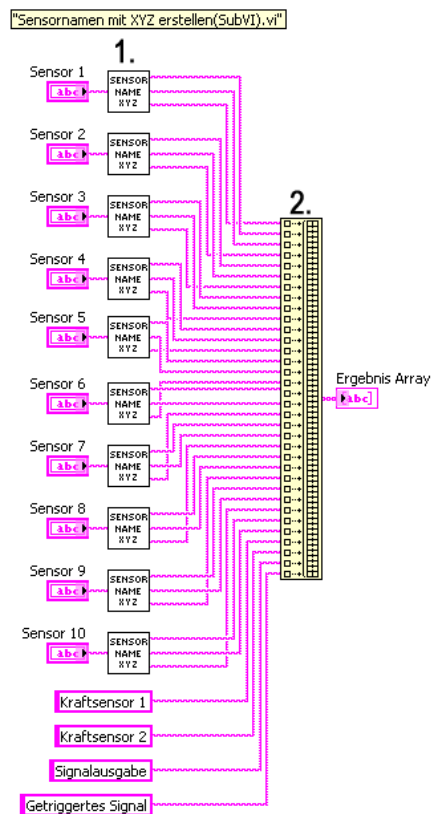 "Sensornamen mit XYZ erstellen(SubVI).vi"
1.
Sensor 1
abc
SENSOR
NAME
XYZ
Sensor 2
abc
SENSOR
NAME
XYZ
Sensor 3
abc
SENSOR
NAME
XYZ
2.
Sensor 4
abc
SENSOR
NAME
XYZ
Sensor 5
abc
SENSOR
NAME
XYZ
Ergebnis Array
abc
Sensor 6
abc
SENSOR
NAME
XYZ
Sensor 7
abc
SENSOR
NAME
XYZ
Sensor 8
abc
SENSOR
NAME
XYZ
Sensor 9
abc
SENSOR
NAME
XYZ
Sensor 10
abc
SENSOR
NAME
XYZ
Kraftsensor 1
Kraftsensor 2
Signalausgabe
Getriggertes Signal